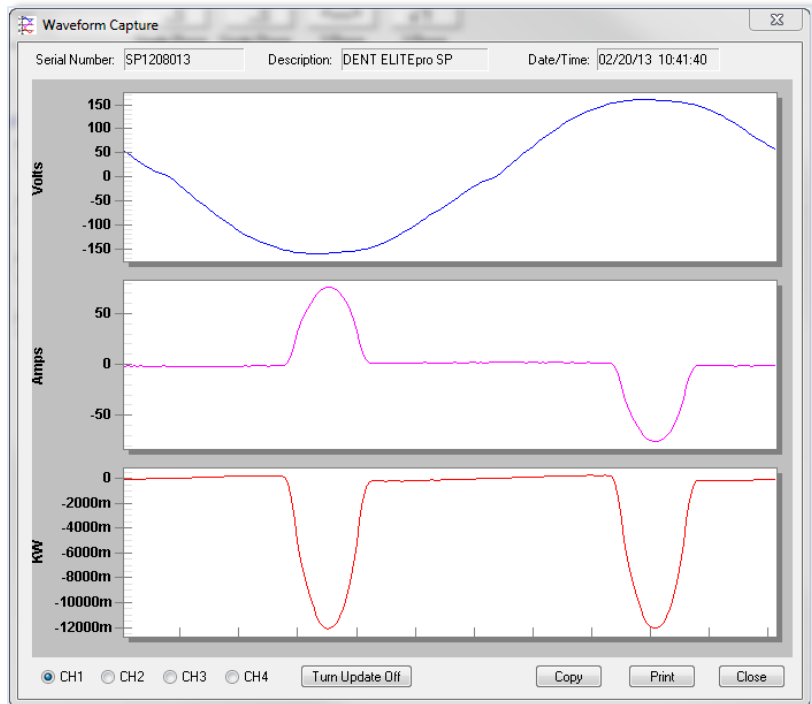 Waveform Capture
Serial Number: SP1208013 Description: DENT ELITEpro SP Date/Time: 02/20/13 10:41:40
Volts
150
100
50
0
-50
-100
-150
Amps
50
0
-50
KW
0
-2000m
-4000m
-6000m
-8000m
-10000m
-12000m
CH1 CH2 CH3 CH4 Turn Update Off Copy Print Close